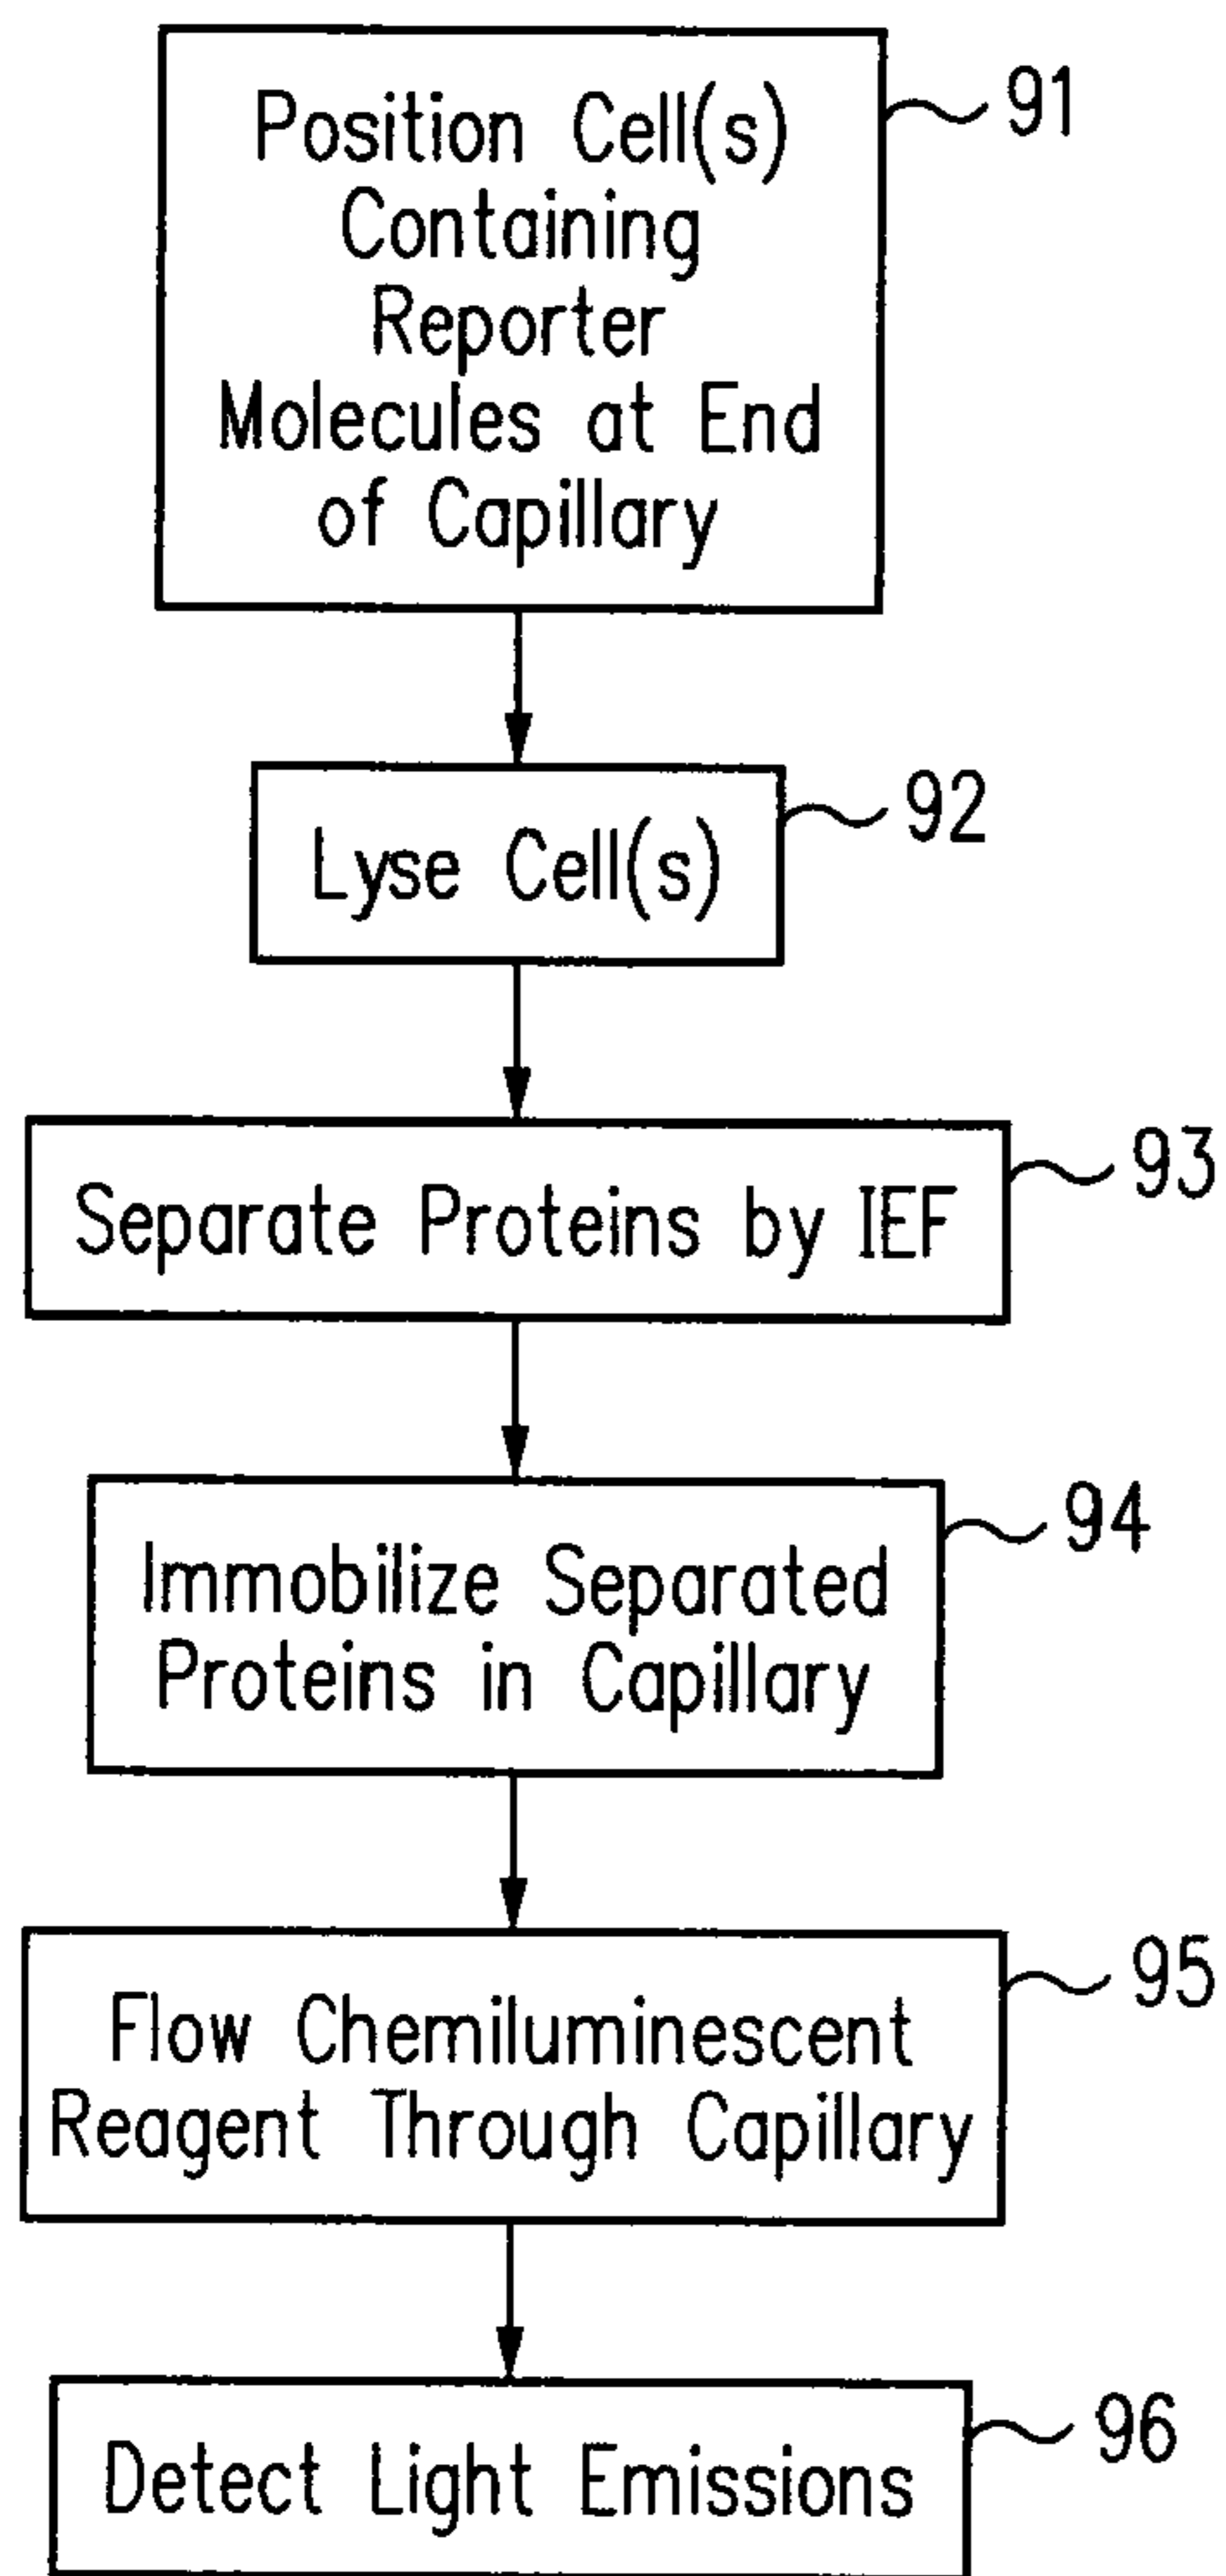 Position Cell(s)
Containing
Reporter
Molecules at End
of Capillary
91
Lyse Cell(s)
92
Separate Proteins by IEF
93
Immobilize Separated
Proteins in Capillary
94
Flow Chemiluminescent
Reagent Through Capillary
95
Detect Light Emissions
96